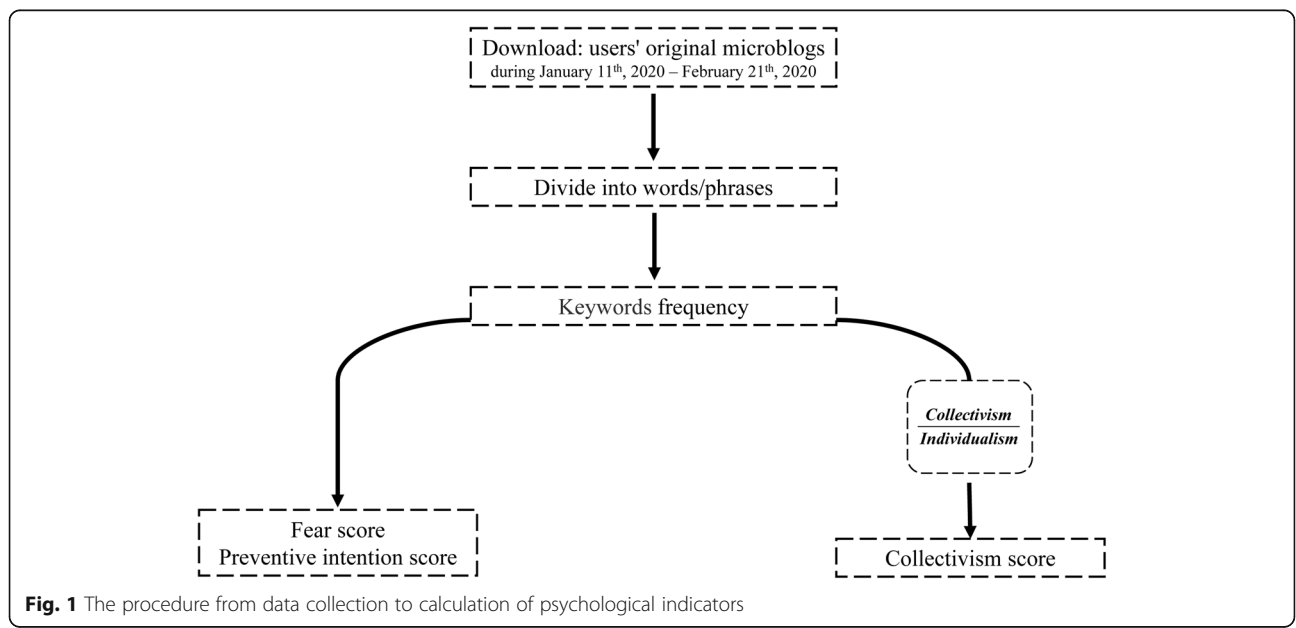 Download: users' original microblogs
during January 11th, 2020 – February 21th, 2020
Divide into words/phrases
Keywords frequency
Collectivism
Individualism
Fear score
Preventive intention score
Collectivism score
Fig. 1 The procedure from data collection to calculation of psychological indicators